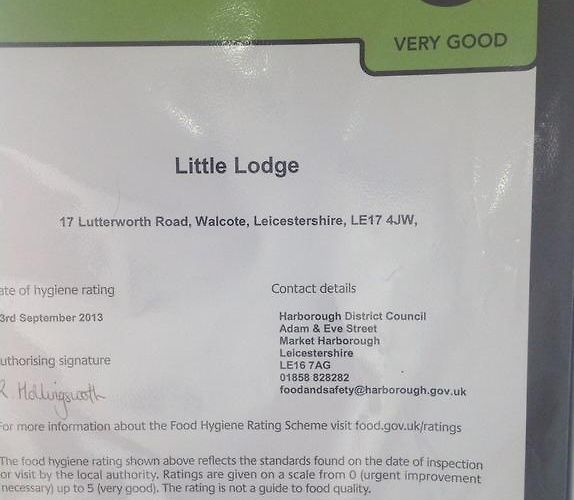 VERY GOOD
Little Lodge
17 Lutterworth Road, Walcote, Leicestershire, LE17 4JW,
ate of hygiene rating
Contact details
3rd September 2013
Harborough District Council
Adam & Eve Street
Market Harborough
Leicestershire
LE16 7AG
01858 828282
foodandsafety@harborough.gov.uk
uthorising signature
R. Hollingsworth
For more information about the Food Hygiene Rating Scheme visit food.gov.uk/ratings
The food hygiene rating shown above reflects the standards found on the date of inspection
or visit by the local authority. Ratings are given on a scale from 0 (urgent improvement
necessary) up to 5 (very good). The rating is not a guide to food quality.